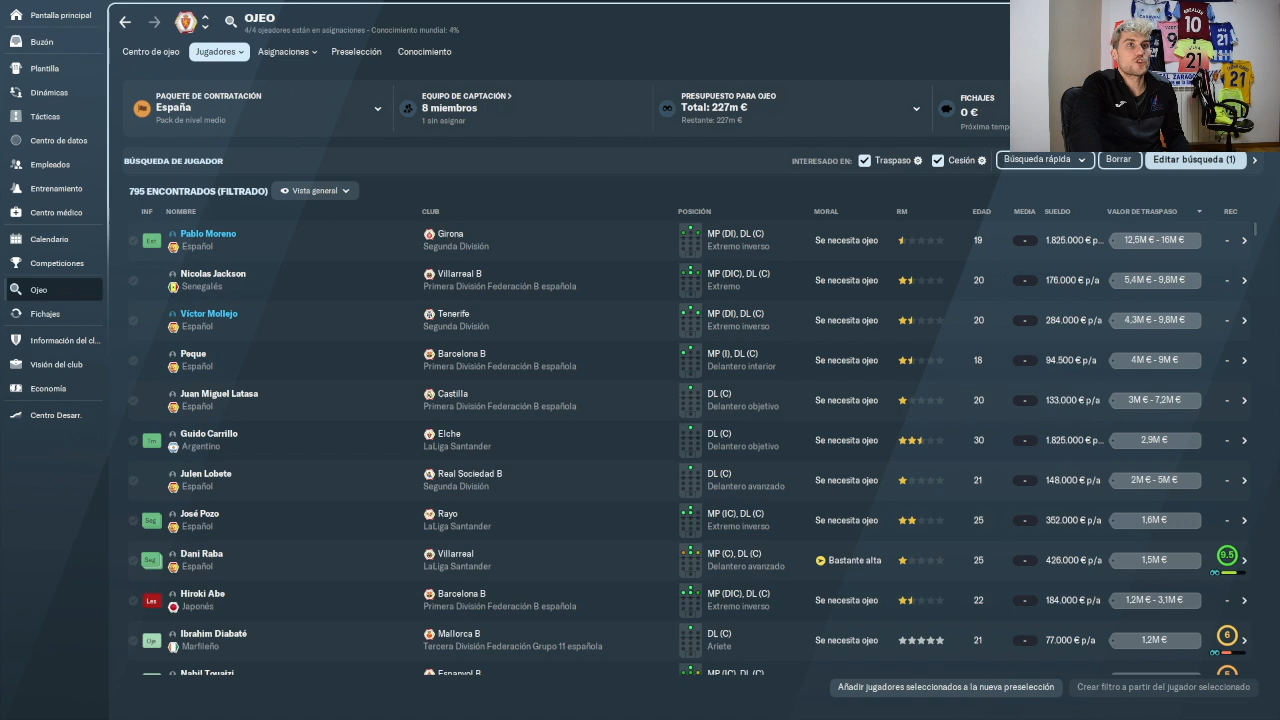 Pantalla principal
Buzón
Plantilla
Dinámicas
Tácticas
Centro de datos
Empleados
Entrenamiento
Centro médico
Calendario
Competiciones
Ojeo
Fichajes
Información del cl...
Visión del club
Economía
Centro Desarr.
OJEO
4/4 ojeadores están en asignaciones - Conocimiento mundial: 4%
Centro de ojeo Jugadores Asignaciones Preselección Conocimiento
PAQUETE DE CONTRATACIÓN
España
Pack de nivel medio
EQUIPO DE CAPTACIÓN
8 miembros
1 sin asignar
PRESUPUESTO PARA OJEO
Total: 227m €
Restante: 227m €
FICHAJES
0 €
Próxima temp
BÚSQUEDA DE JUGADOR INTERESADO EN: Traspaso Cesión Búsqueda rápida Borrar Editar búsqueda (1)
795 ENCONTRADOS (FILTRADO) Vista general
INF NOMBRE CLUB POSICIÓN MORAL RM EDAD MEDIA SUELDO VALOR DE TRASPASO REC
Ext Pablo Moreno Girona MP (DI), DL (C) Se necesita ojeo 19 - 1.825.000 € p... 12,5M € - 16M € -
Español Segunda División Extremo inverso
Nicolas Jackson Villarreal B MP (DIC), DL (C) Se necesita ojeo 20 - 176.000 € p/a 5,4M € - 9,8M € -
Senegalés Primera División Federación B española Extremo
Víctor Mollejo Tenerife MP (DI), DL (C) Se necesita ojeo 20 - 284.000 € p/a 4,3M € - 9,8M € -
Español Segunda División Extremo inverso
Peque Barcelona B MP (I), DL (C) Se necesita ojeo 18 - 94.500 € p/a 4M € - 9M € -
Español Primera División Federación B española Delantero interior
Juan Miguel Latasa Castilla DL (C) Se necesita ojeo 20 - 133.000 € p/a 3M € - 7,2M € -
Español Primera División Federación B española Delantero objetivo
Tm Guido Carrillo Elche DL (C) Se necesita ojeo 30 - 1.825.000 € p... 2,9M € -
Argentino LaLiga Santander Delantero objetivo
Julen Lobete Real Sociedad B DL (C) Se necesita ojeo 21 - 148.000 € p/a 2M € - 5M € -
Español Segunda División Delantero avanzado
Seg José Pozo Rayo MP (IC), DL (C) Se necesita ojeo 25 - 352.000 € p/a 1,6M € -
Español LaLiga Santander Extremo inverso
Seg Dani Raba Villarreal MP (C), DL (C) Bastante alta 25 - 426.000 € p/a 1,5M € 9.5
Español LaLiga Santander Delantero avanzado
Les Hiroki Abe Barcelona B MP (DIC), DL (C) Se necesita ojeo 22 - 184.000 € p/a 1,2M € - 3,1M € -
Japonés Primera División Federación B española Extremo inverso
Oje Ibrahim Diabaté Mallorca B DL (C) Se necesita ojeo 21 - 77.000 € p/a 1,2M € 6
Marfileño Tercera División Federación Grupo 11 española Ariete
Nabil Touaizi Espanyol B MP (IC), DL (C)
Añadir jugadores seleccionados a la nueva preselección Crear filtro a partir del jugador seleccionado